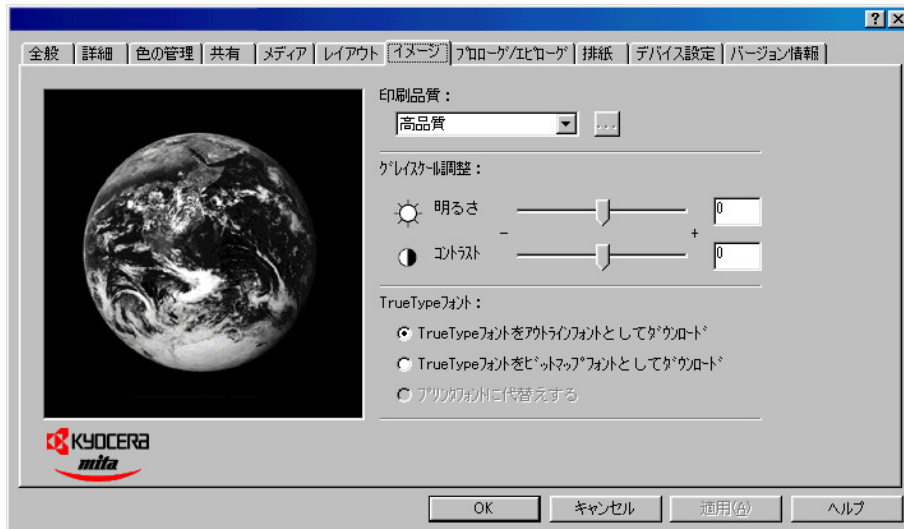 ? ×
全般 詳細 色の管理 共有 メディア レイアウト イメージ ﾌﾟﾛﾛｰｸﾞ/ｴﾋﾟﾛｰｸﾞ 排紙 デバイス設定 バージョン情報
印刷品質：
高品質
...
ｸﾞﾚｲｽｹｰﾙ調整：
明るさ
0
- +
ｺﾝﾄﾗｽﾄ
0
TrueTypeﾌｫﾝﾄ：
TrueTypeﾌｫﾝﾄをｱｳﾄﾗｲﾝﾌｫﾝﾄとしてﾀﾞｳﾝﾛｰﾄﾞ
TrueTypeﾌｫﾝﾄをﾋﾞｯﾄﾏｯﾌﾟﾌｫﾝﾄとしてﾀﾞｳﾝﾛｰﾄﾞ
ﾌﾟﾘﾝﾀﾌｫﾝﾄに代替えする
KYOCERA
mita
OK キャンセル 適用(A) ヘルプ